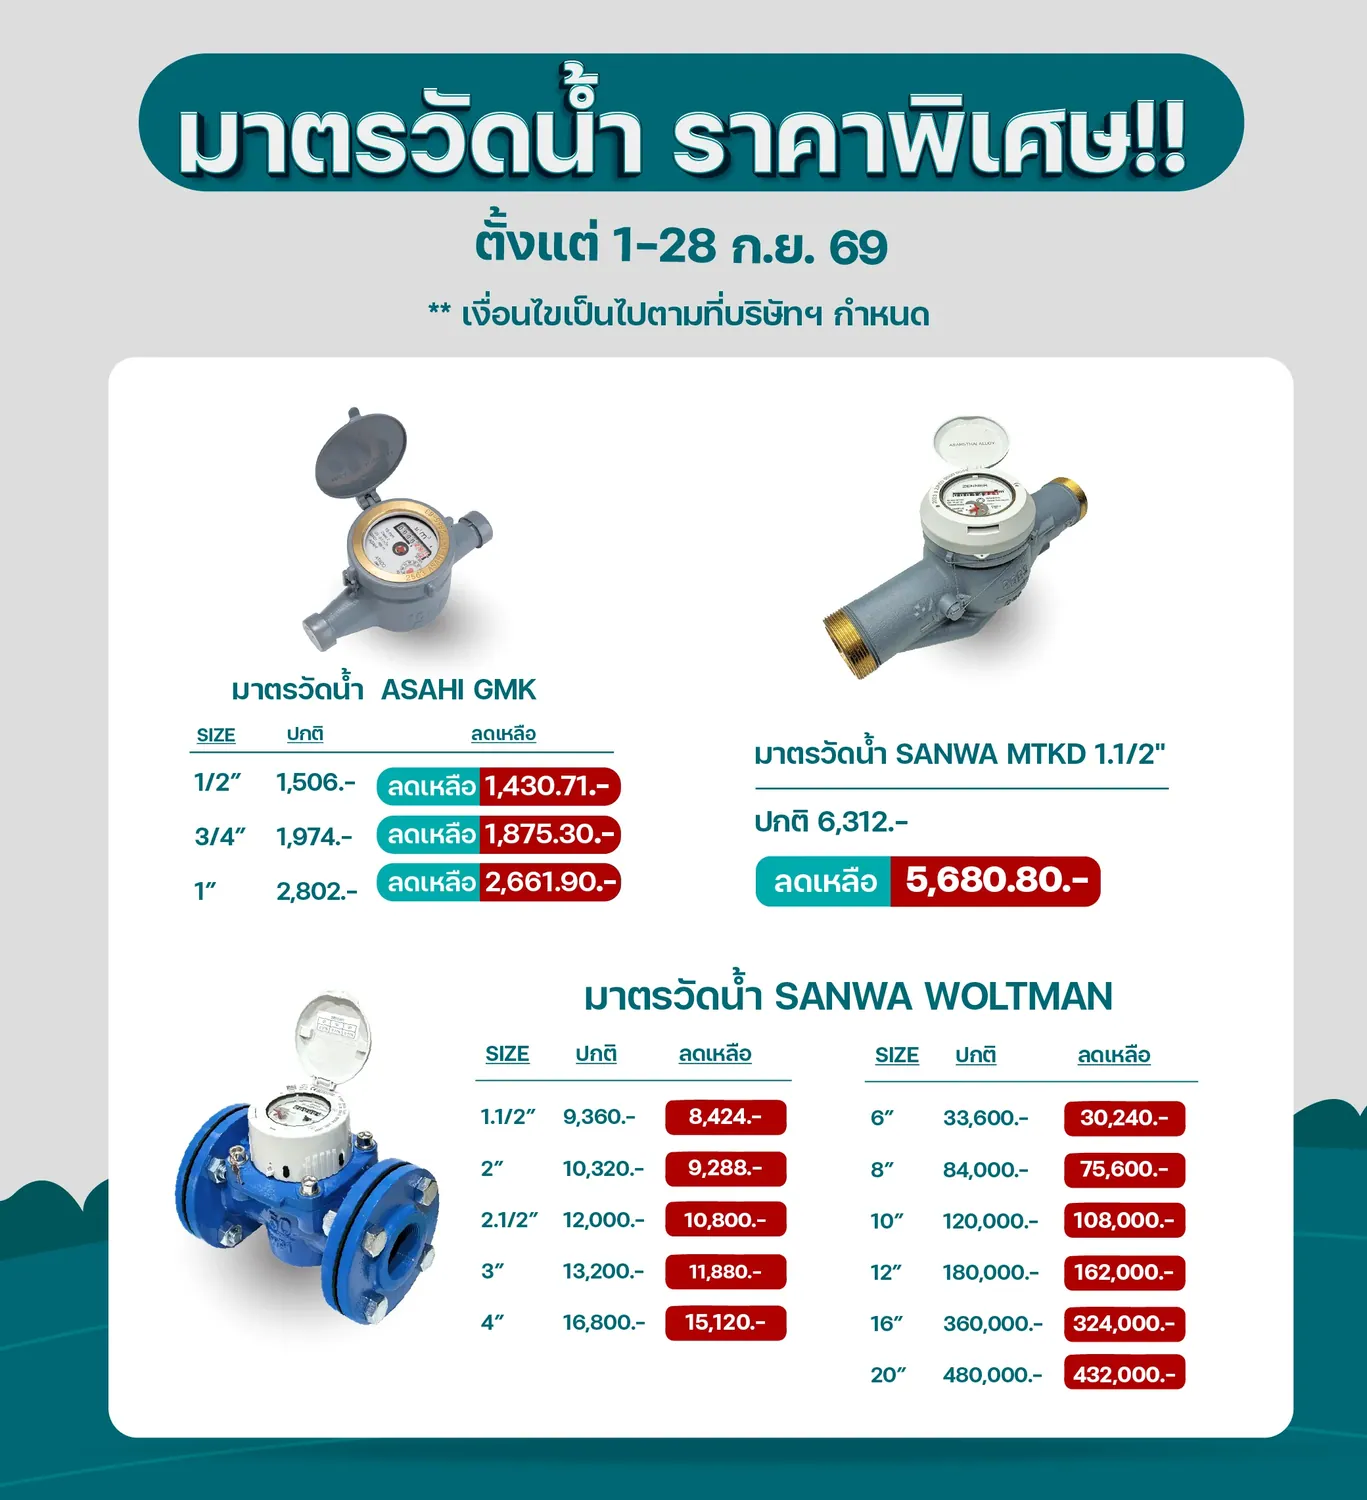 มาตรวัดน้ำ ราคาพิเศษ!!
ตั้งแต่ 1-28 ก.ย. 69
** เงื่อนไขเป็นไปตามที่บริษัทฯ กำหนด
มาตรวัดน้ำ ASAHI GMK
SIZE ปกติ ลดเหลือ
1/2″ 1,506.- ลดเหลือ 1,430.71.-
3/4″ 1,974.- ลดเหลือ 1,875.30.-
1″ 2,802.- ลดเหลือ 2,661.90.-
มาตรวัดน้ำ SANWA MTKD 1.1/2"
ปกติ 6,312.-
ลดเหลือ 5,680.80.-
มาตรวัดน้ำ SANWA WOLTMAN
SIZE ปกติ ลดเหลือ
1.1/2″ 9,360.- 8,424.-
2″ 10,320.- 9,288.-
2.1/2″ 12,000.- 10,800.-
3″ 13,200.- 11,880.-
4″ 16,800.- 15,120.-
SIZE ปกติ ลดเหลือ
6″ 33,600.- 30,240.-
8″ 84,000.- 75,600.-
10″ 120,000.- 108,000.-
12″ 180,000.- 162,000.-
16″ 360,000.- 324,000.-
20″ 480,000.- 432,000.-